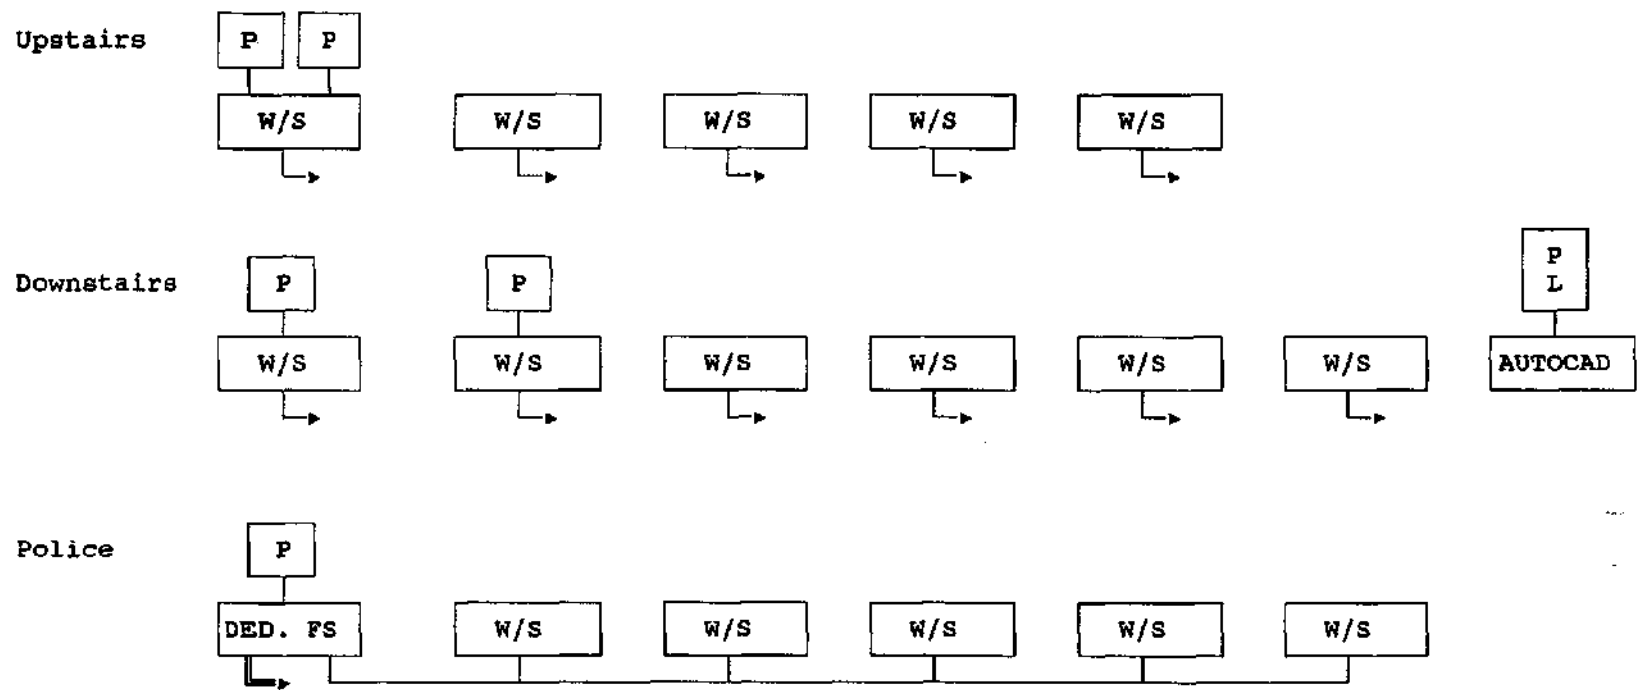 Upstairs P P
W/S W/S W/S W/S W/S
P
L
Downstairs P P
W/S W/S W/S W/S W/S W/S AUTOCAD
Police P
DED. FS W/S W/S W/S W/S W/S